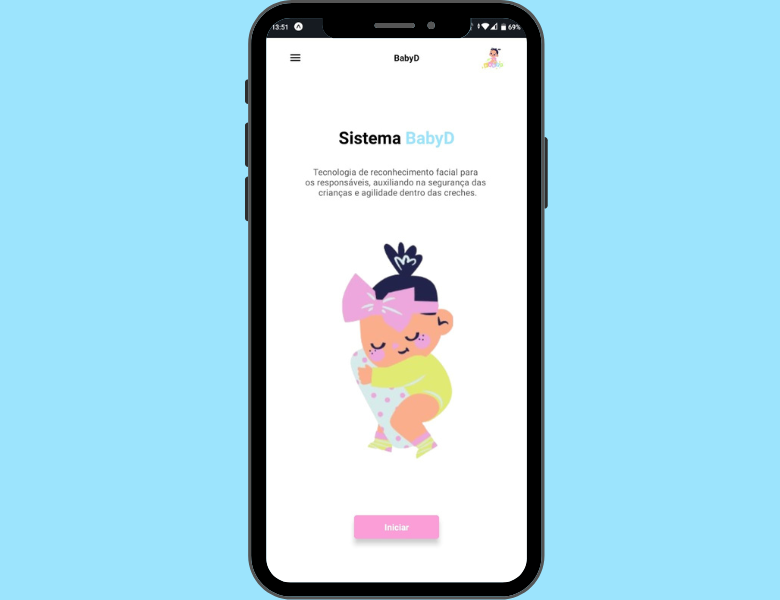 13:51 69%
BabyD
Sistema BabyD
Tecnologia de reconhecimento facial para
os responsáveis, auxiliando na segurança das
crianças e agilidade dentro das creches.
Iniciar